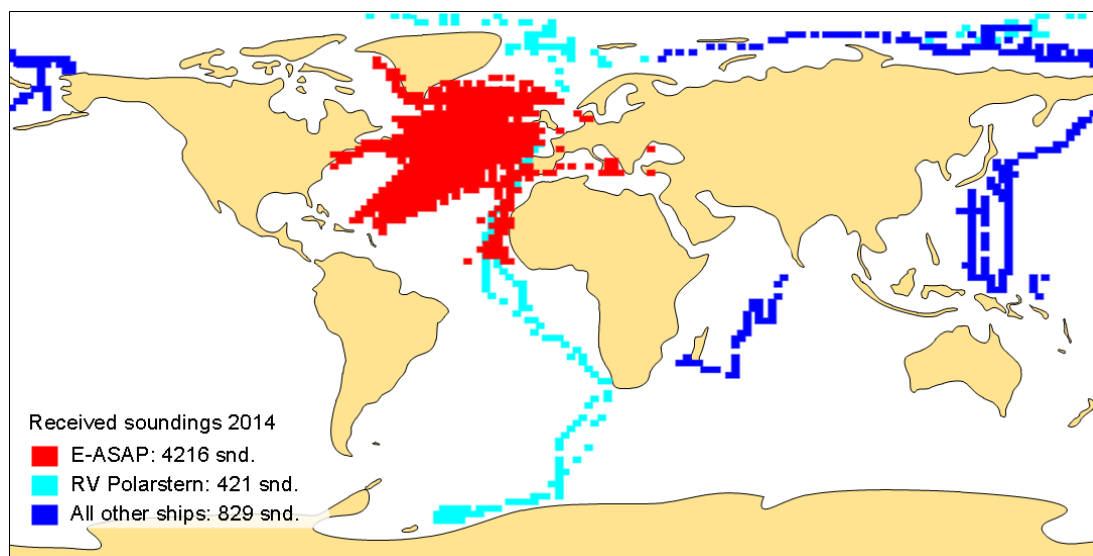 Received soundings 2014
E-ASAP: 4216 snd.
RV Polarstern: 421 snd.
All other ships: 829 snd.